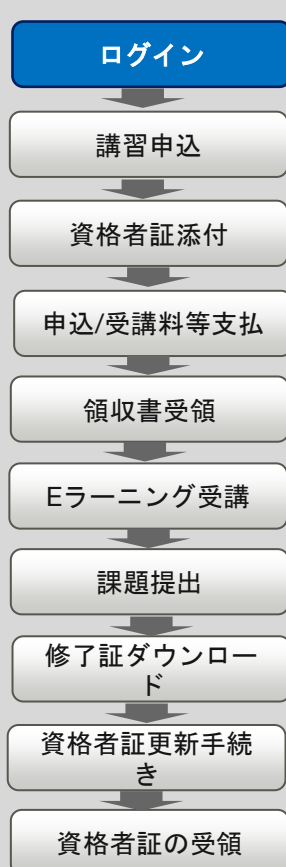 ログイン
講習申込
資格者証添付
申込/受講料等支払
領収書受領
Eラーニング受講
課題提出
修了証ダウンロー
ド
資格者証更新手続
き
資格者証の受領